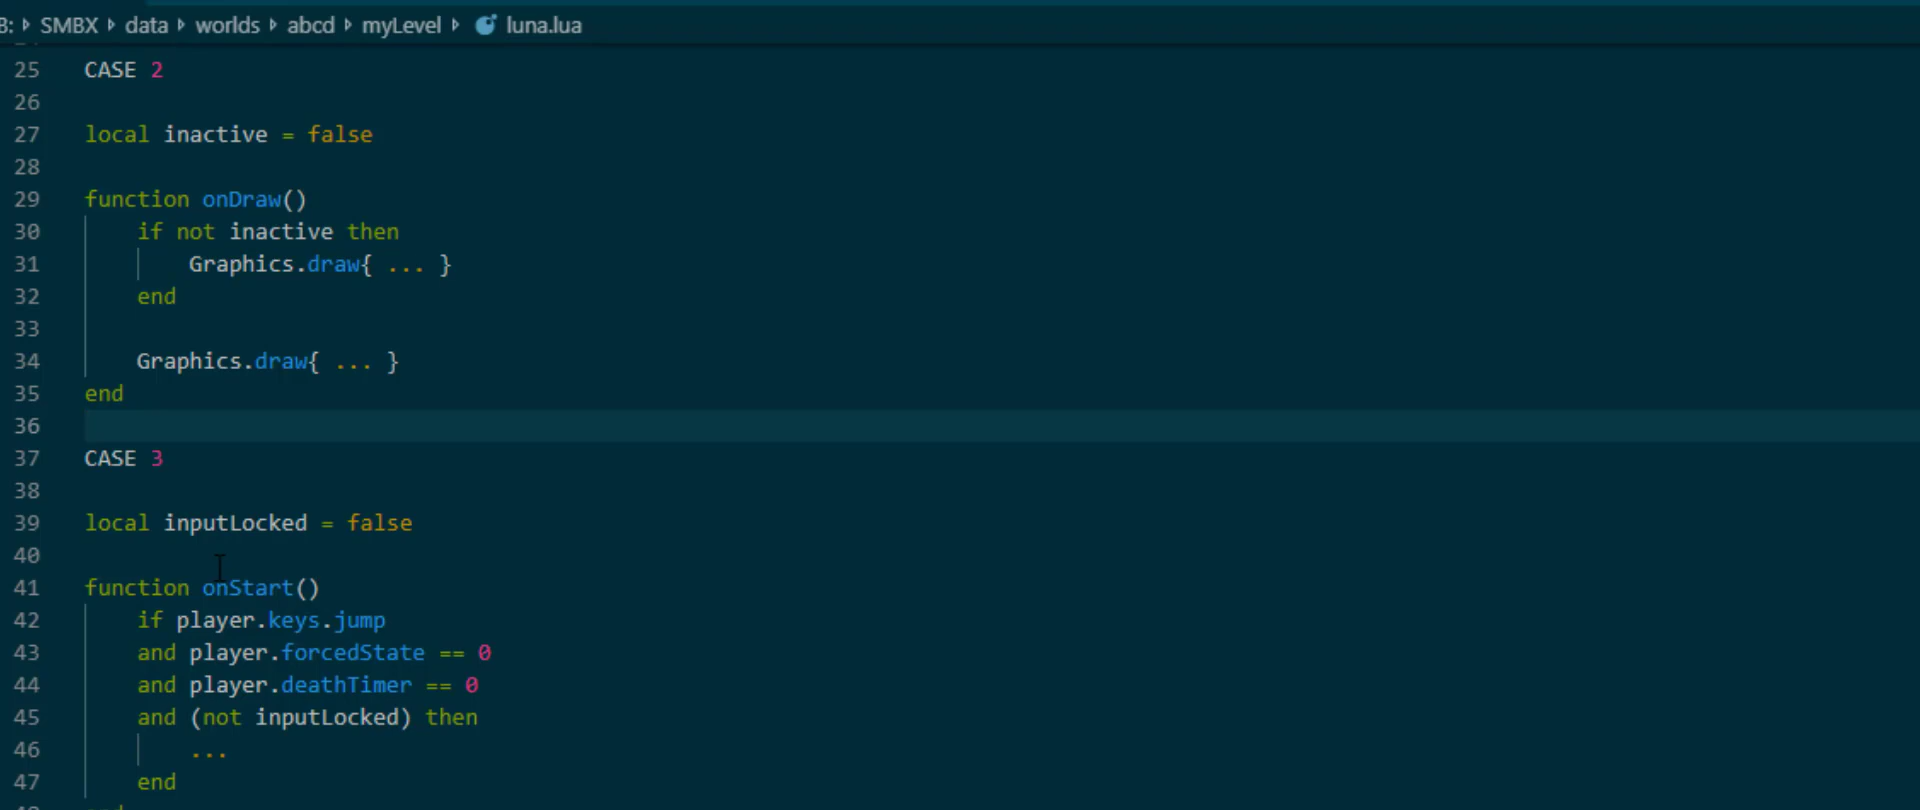 B: SMBX data worlds abcd myLevel luna.lua
25 CASE 2
26
27 local inactive = false
28
29 function onDraw()
30 if not inactive then
31 Graphics.draw{ ... }
32 end
33
34 Graphics.draw{ ... }
35 end
36
37 CASE 3
38
39 local inputLocked = false
40
41 function onStart()
42 if player.keys.jump
43 and player.forcedState == 0
44 and player.deathTimer == 0
45 and (not inputLocked) then
46 ...
47 end